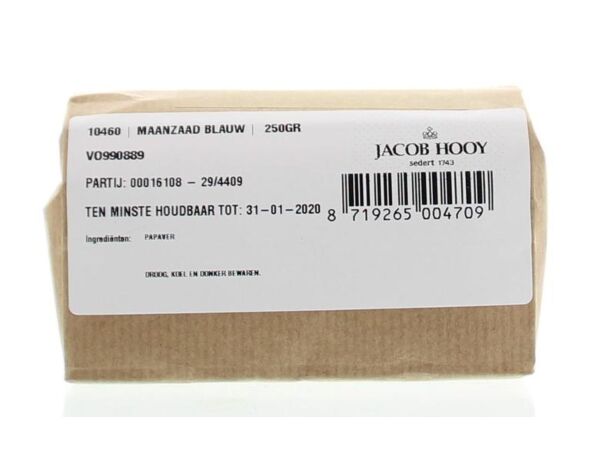 10460 | MAANZAAD BLAUW | 250GR
VO990889
PARTIJ: 00016108 - 29/4409
TEN MINSTE HOUDBAAR TOT: 31-01-2020
Ingrediënten: PAPAVER
DROOG, KOEL EN DONKER BEWAREN.
JACOB HOOY
sedert 1743
8 719265 004709